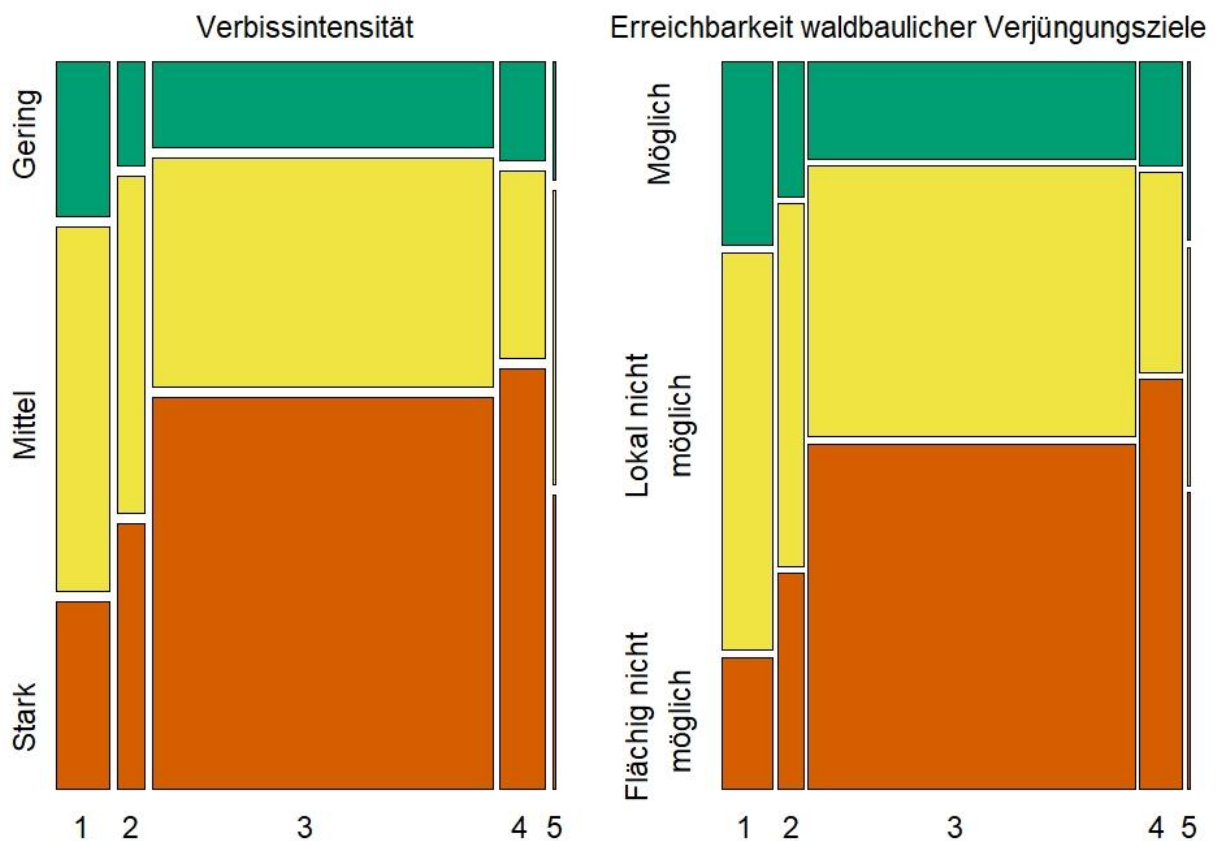 Verbissintensität
Gering
Mittel
Stark
1 2 3 4 5
Erreichbarkeit waldbaulicher Verjüngungsziele
Möglich
Lokal nicht
möglich
Flächig nicht
möglich
1 2 3 4 5